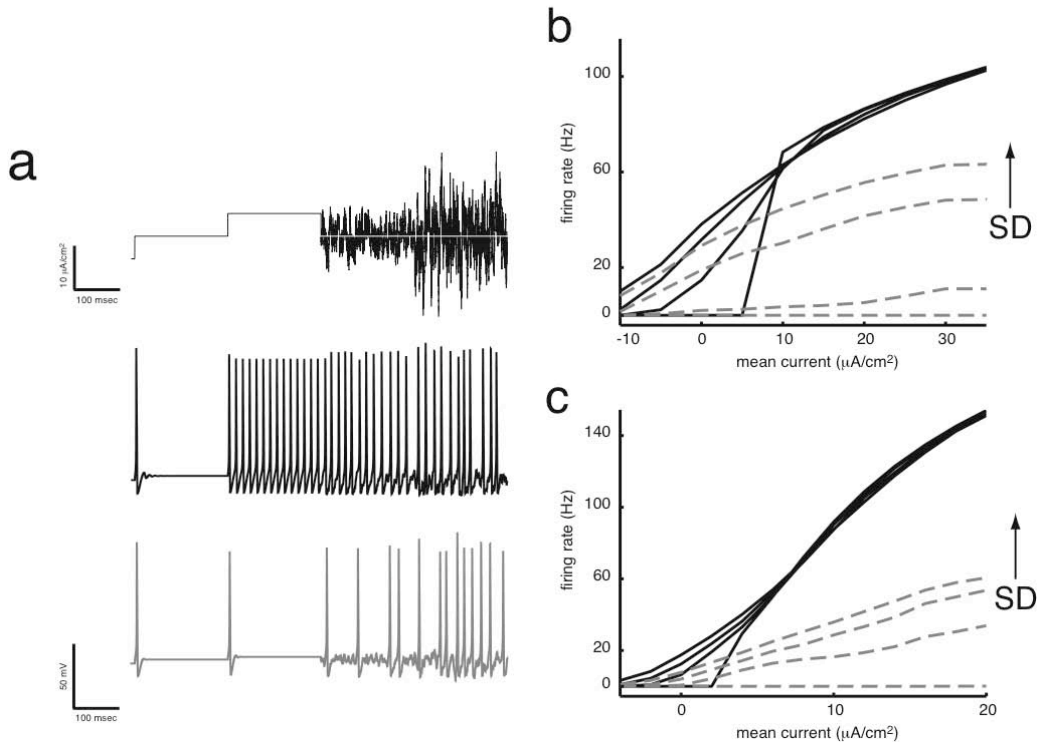 a
10 µA/cm²
100 msec
50 mV
100 msec
b
firing rate (Hz)
100
60
20
0
-10
0
10
20
30
mean current (µA/cm²)
SD
c
firing rate (Hz)
140
100
60
20
0
0
10
20
mean current (µA/cm²)
SD